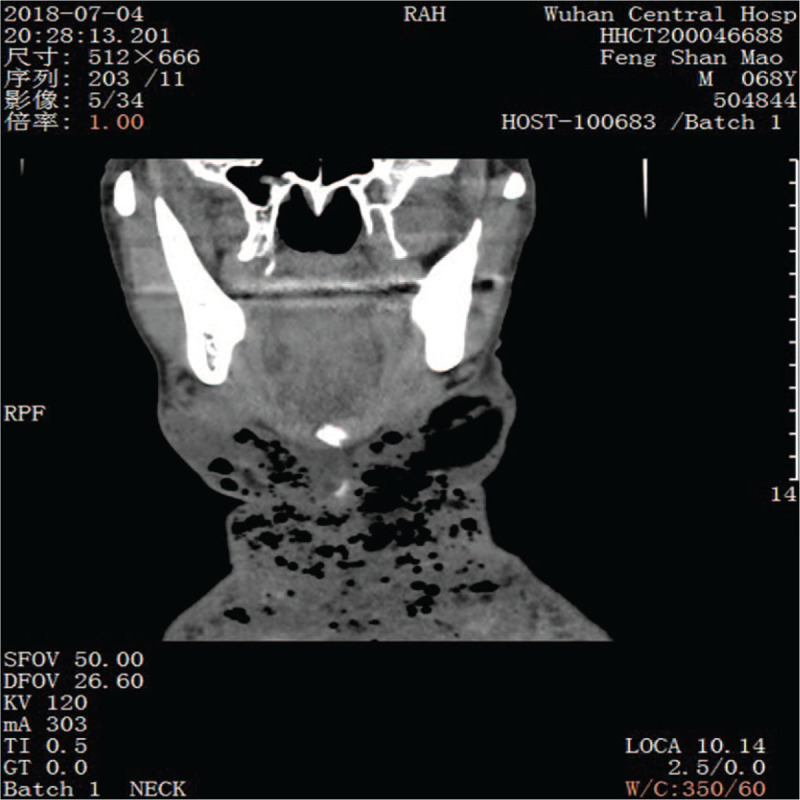 2018-07-04
20:28:13.201
尺寸: 512×666
序列: 203 /11
影像: 5/34
倍率: 1.00
RAH
Wuhan Central Hosp
HHCT200046688
Feng Shan Mao
M 068Y
504844
HOST-100683 /Batch 1
RPF
14
SFOV 50.00
DFOV 26.60
KV 120
mA 303
TI 0.5
GT 0.0
Batch 1 NECK
LOCA 10.14
2.5/0.0
W/C:350/60